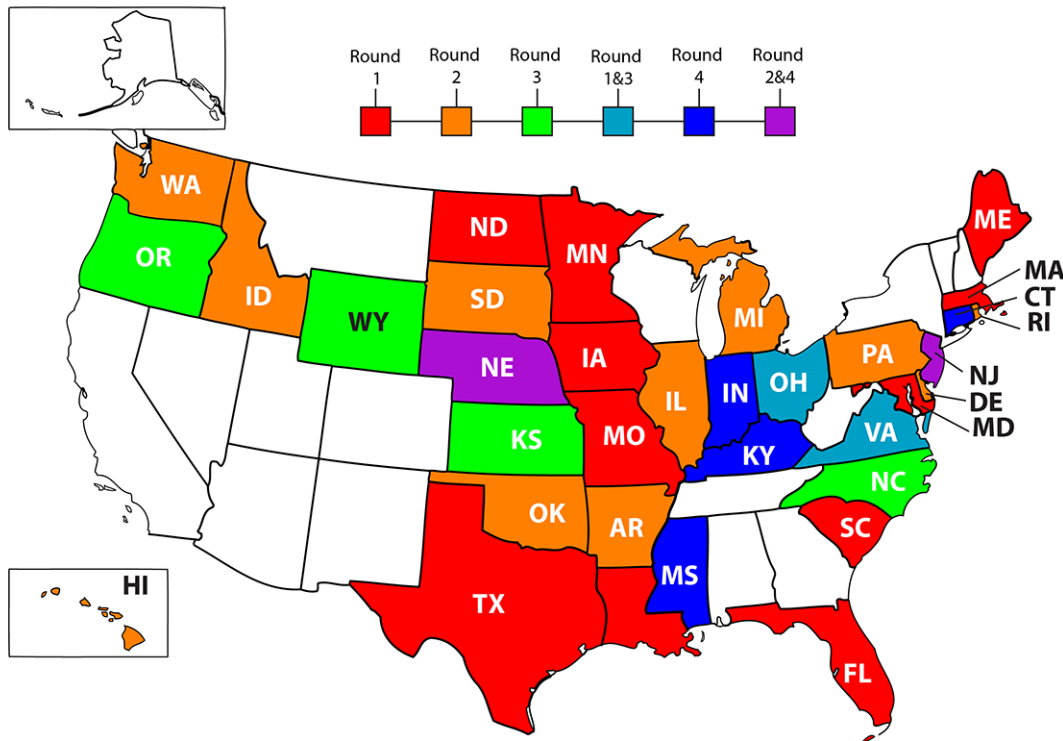 Round 1
Round 2
Round 3
Round 1&3
Round 4
Round 2&4
WA
OR
ID
WY
ND
SD
NE
KS
OK
TX
MN
IA
MO
AR
IL
MI
IN
OH
KY
MS
PA
VA
NC
SC
FL
ME
MA
CT
RI
NJ
DE
MD
HI